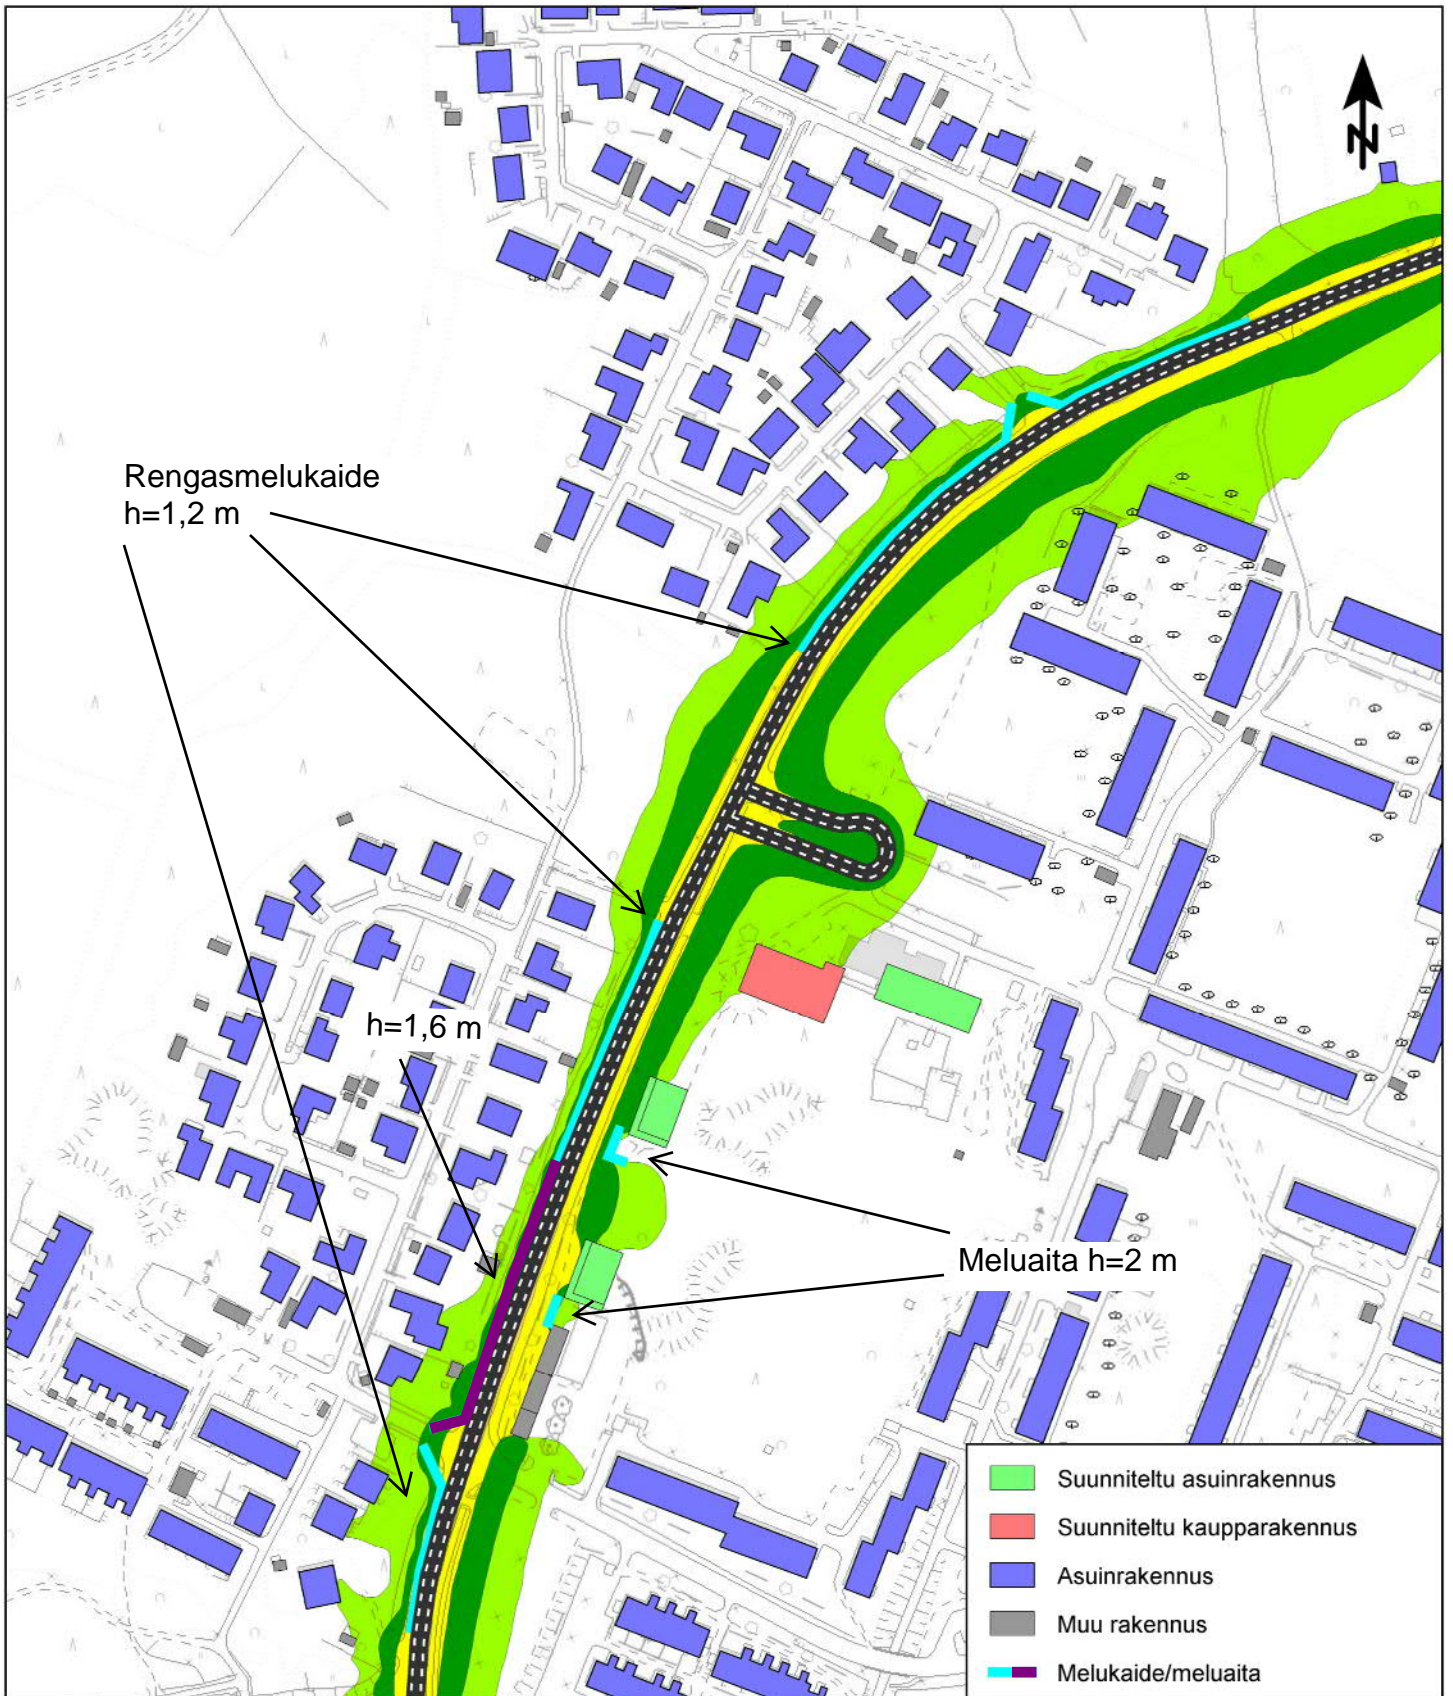 N
Rengasmelukaide
h=1,2 m
h=1,6 m
Meluaita h=2 m
Suunniteltu asuinrakennus
Suunniteltu kaupparakennus
Asuinrakennus
Muu rakennus
Melukaide/meluaita